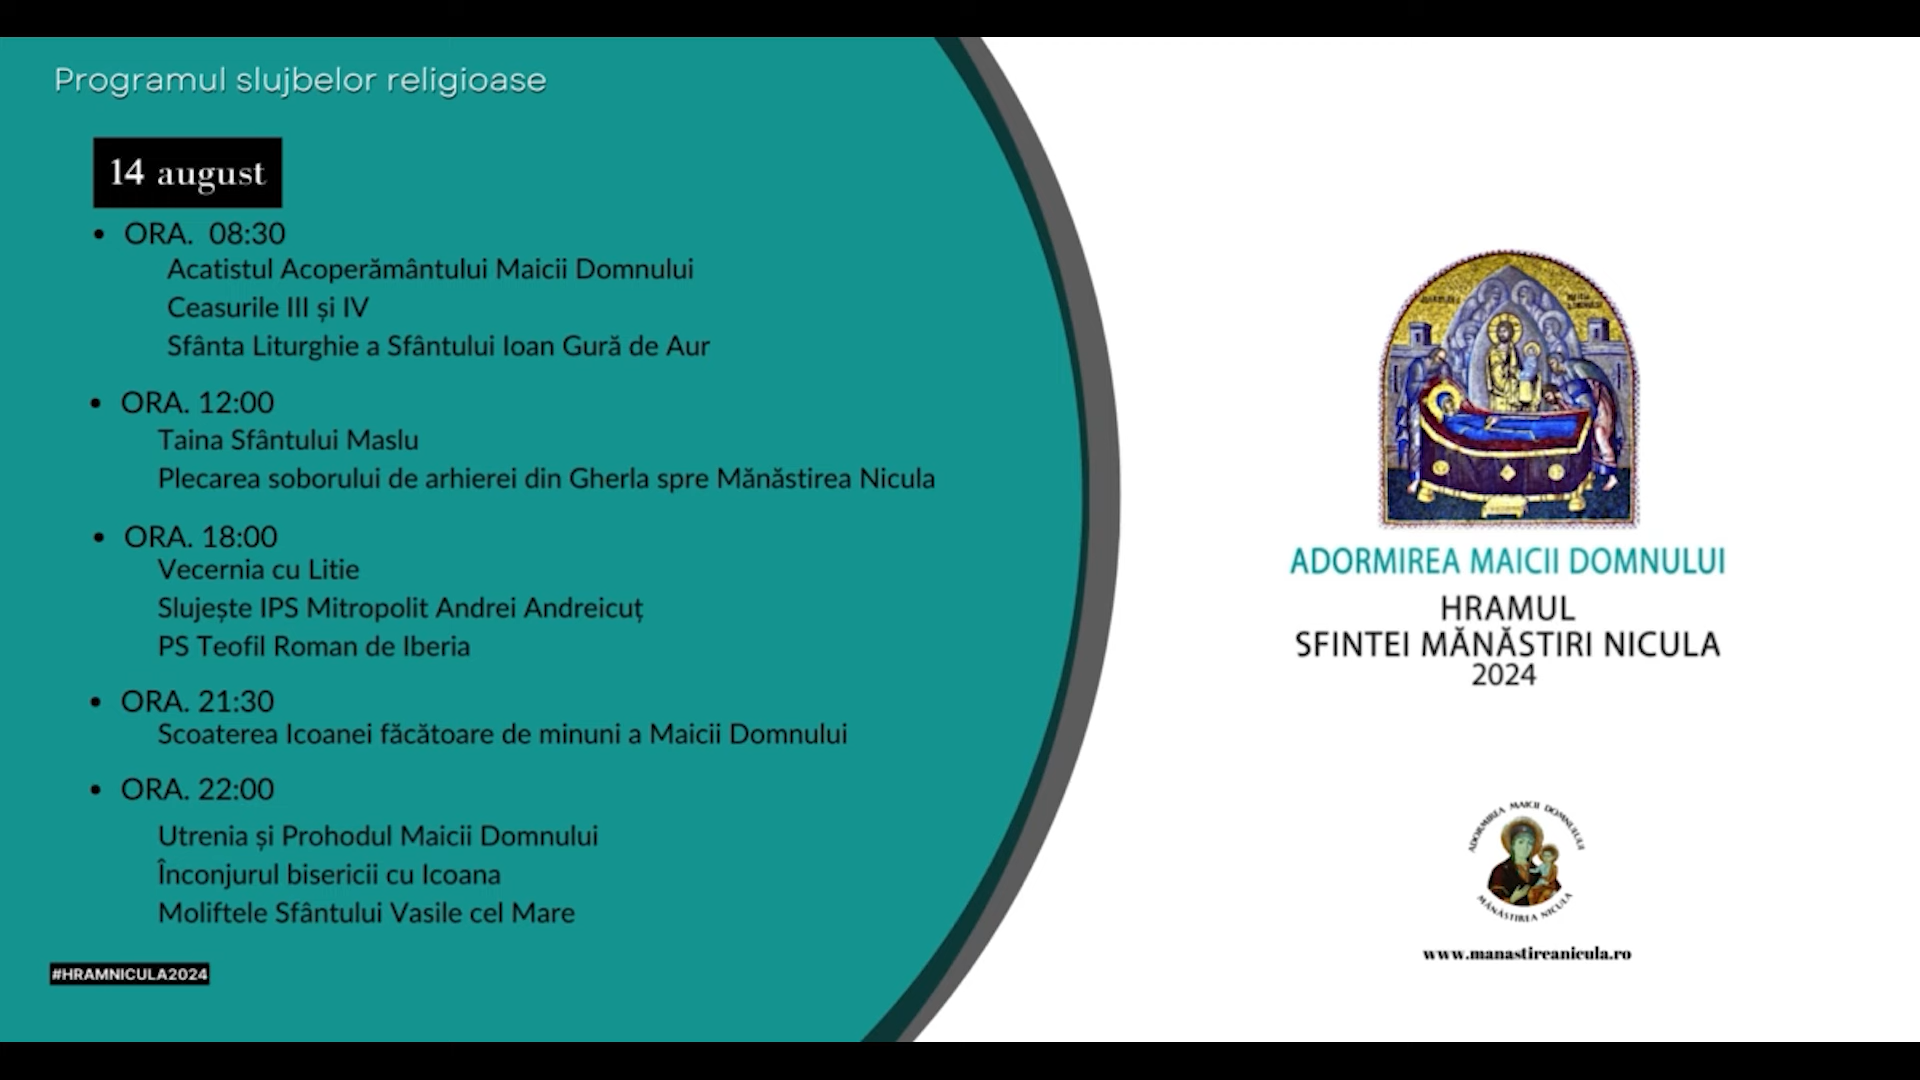 Programul slujbelor religioase
14 august
• ORA. 08:30
Acatistul Acoperământului Maicii Domnului
Ceasurile III și IV
Sfânta Liturghie a Sfântului Ioan Gură de Aur
• ORA. 12:00
Taina Sfântului Maslu
Plecarea soborului de arhierei din Gherla spre Mănăstirea Nicula
• ORA. 18:00
Vecernia cu Litie
Slujește IPS Mitropolit Andrei Andreicuț
PS Teofil Roman de Iberia
• ORA. 21:30
Scoaterea Icoanei făcătoare de minuni a Maicii Domnului
• ORA. 22:00
Utrenia și Prohodul Maicii Domnului
Înconjurul bisericii cu Icoana
Moliftele Sfântului Vasile cel Mare
#HRAMNICULA2024
ADORMIREA MAICII DOMNULUI
HRAMUL
SFINTEI MĂNĂSTIRI NICULA
2024
ADORMIREA MAICII DOMNULUI
MĂNĂSTIREA NICULA
www.manastireanicula.ro